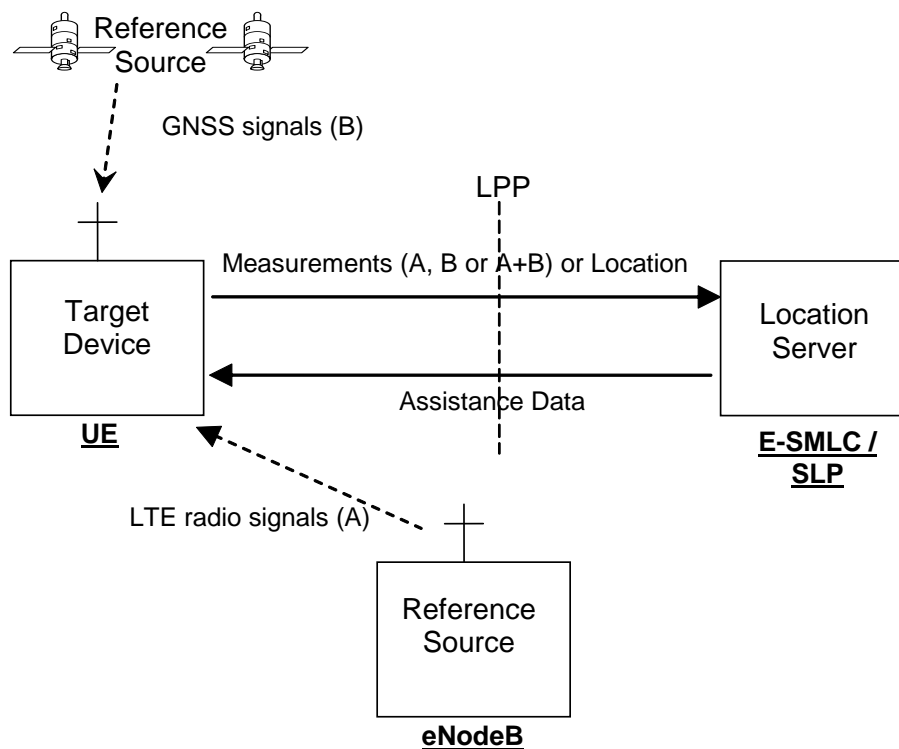 Reference
Source
GNSS signals (B)
LPP
Measurements (A, B or A+B) or Location
Target
Device
Location
Server
Assistance Data
UE
E-SMLC /
SLP
LTE radio signals (A)
Reference
Source
eNodeB